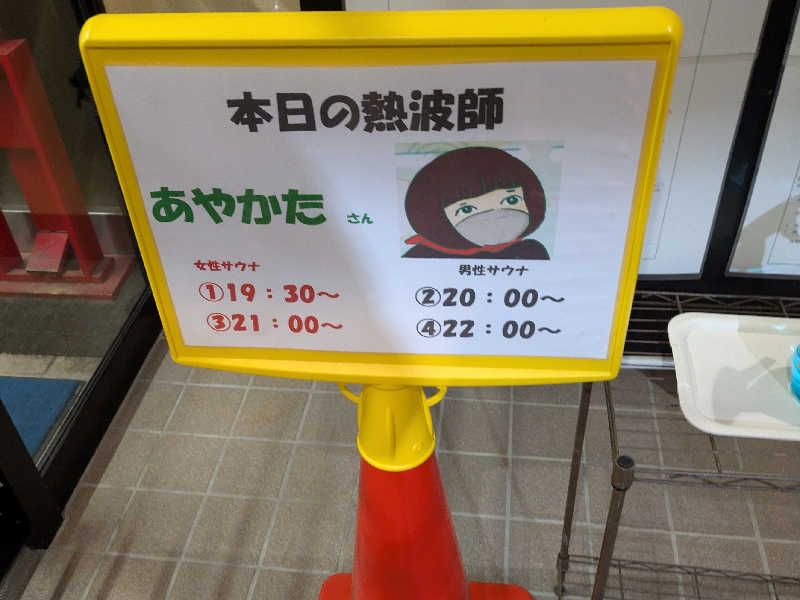 本日の熱波師
あやかた さん
女性サウナ
①19:30~
③21:00~
男性サウナ
②20:00~
④22:00~